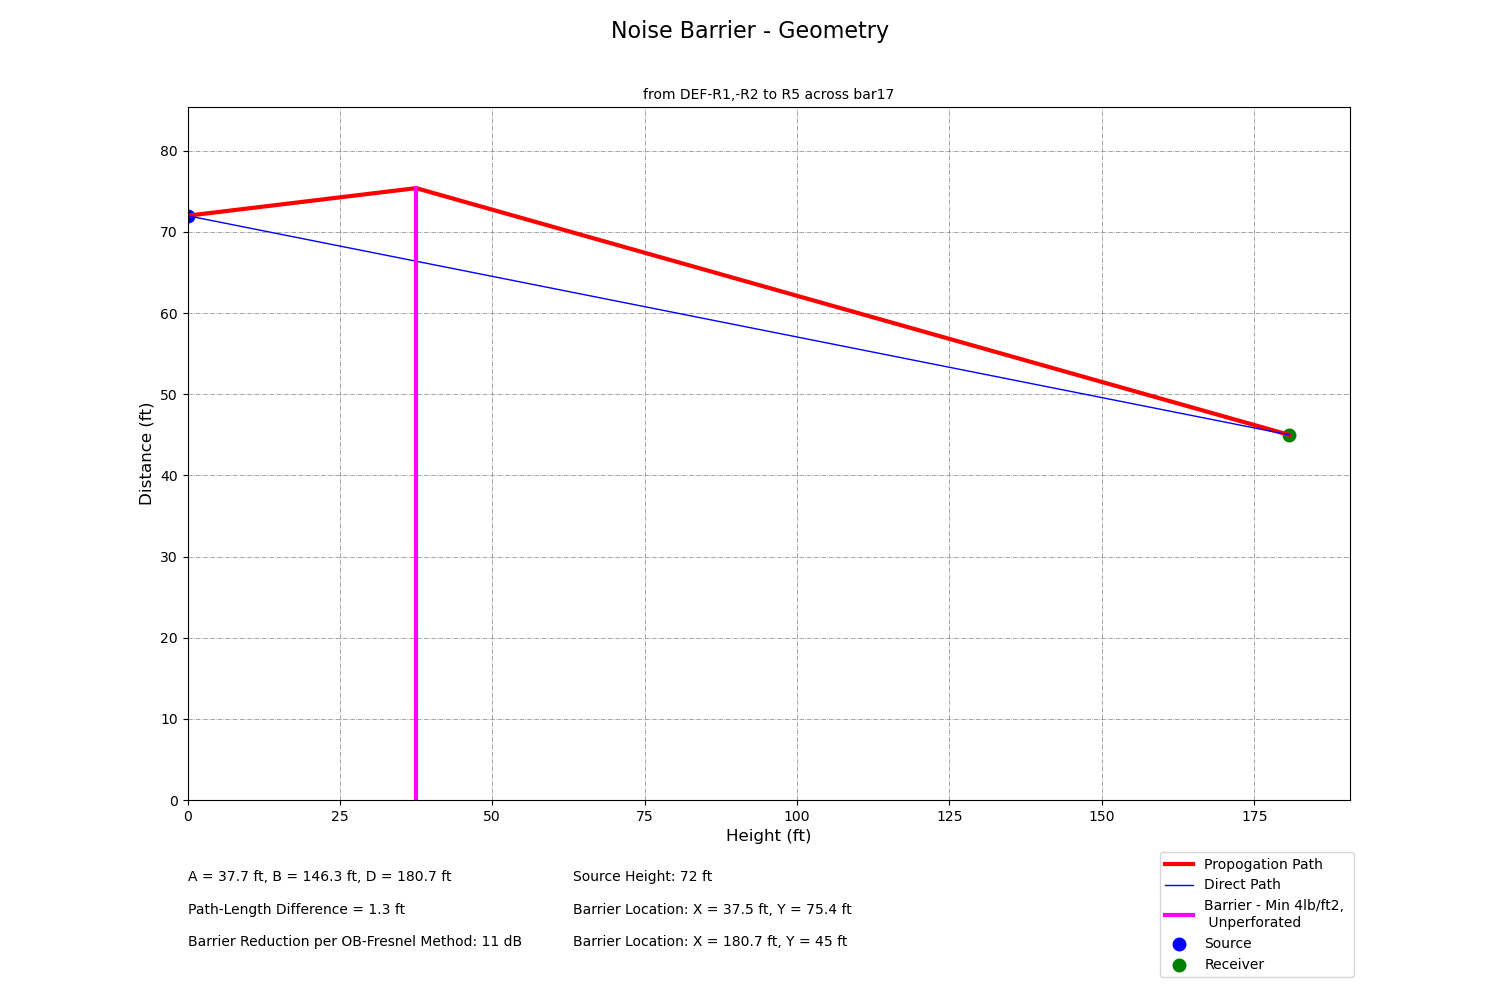 Noise Barrier - Geometry
from DEF-R1,-R2 to R5 across bar17
80
70
60
50
40
30
20
10
0
Distance (ft)
0 25 50 75 100 125 150 175
Height (ft)
A = 37.7 ft, B = 146.3 ft, D = 180.7 ft
Path-Length Difference = 1.3 ft
Barrier Reduction per OB-Fresnel Method: 11 dB
Source Height: 72 ft
Barrier Location: X = 37.5 ft, Y = 75.4 ft
Barrier Location: X = 180.7 ft, Y = 45 ft
Propogation Path
Direct Path
Barrier - Min 4lb/ft2,
Unperforated
Source
Receiver